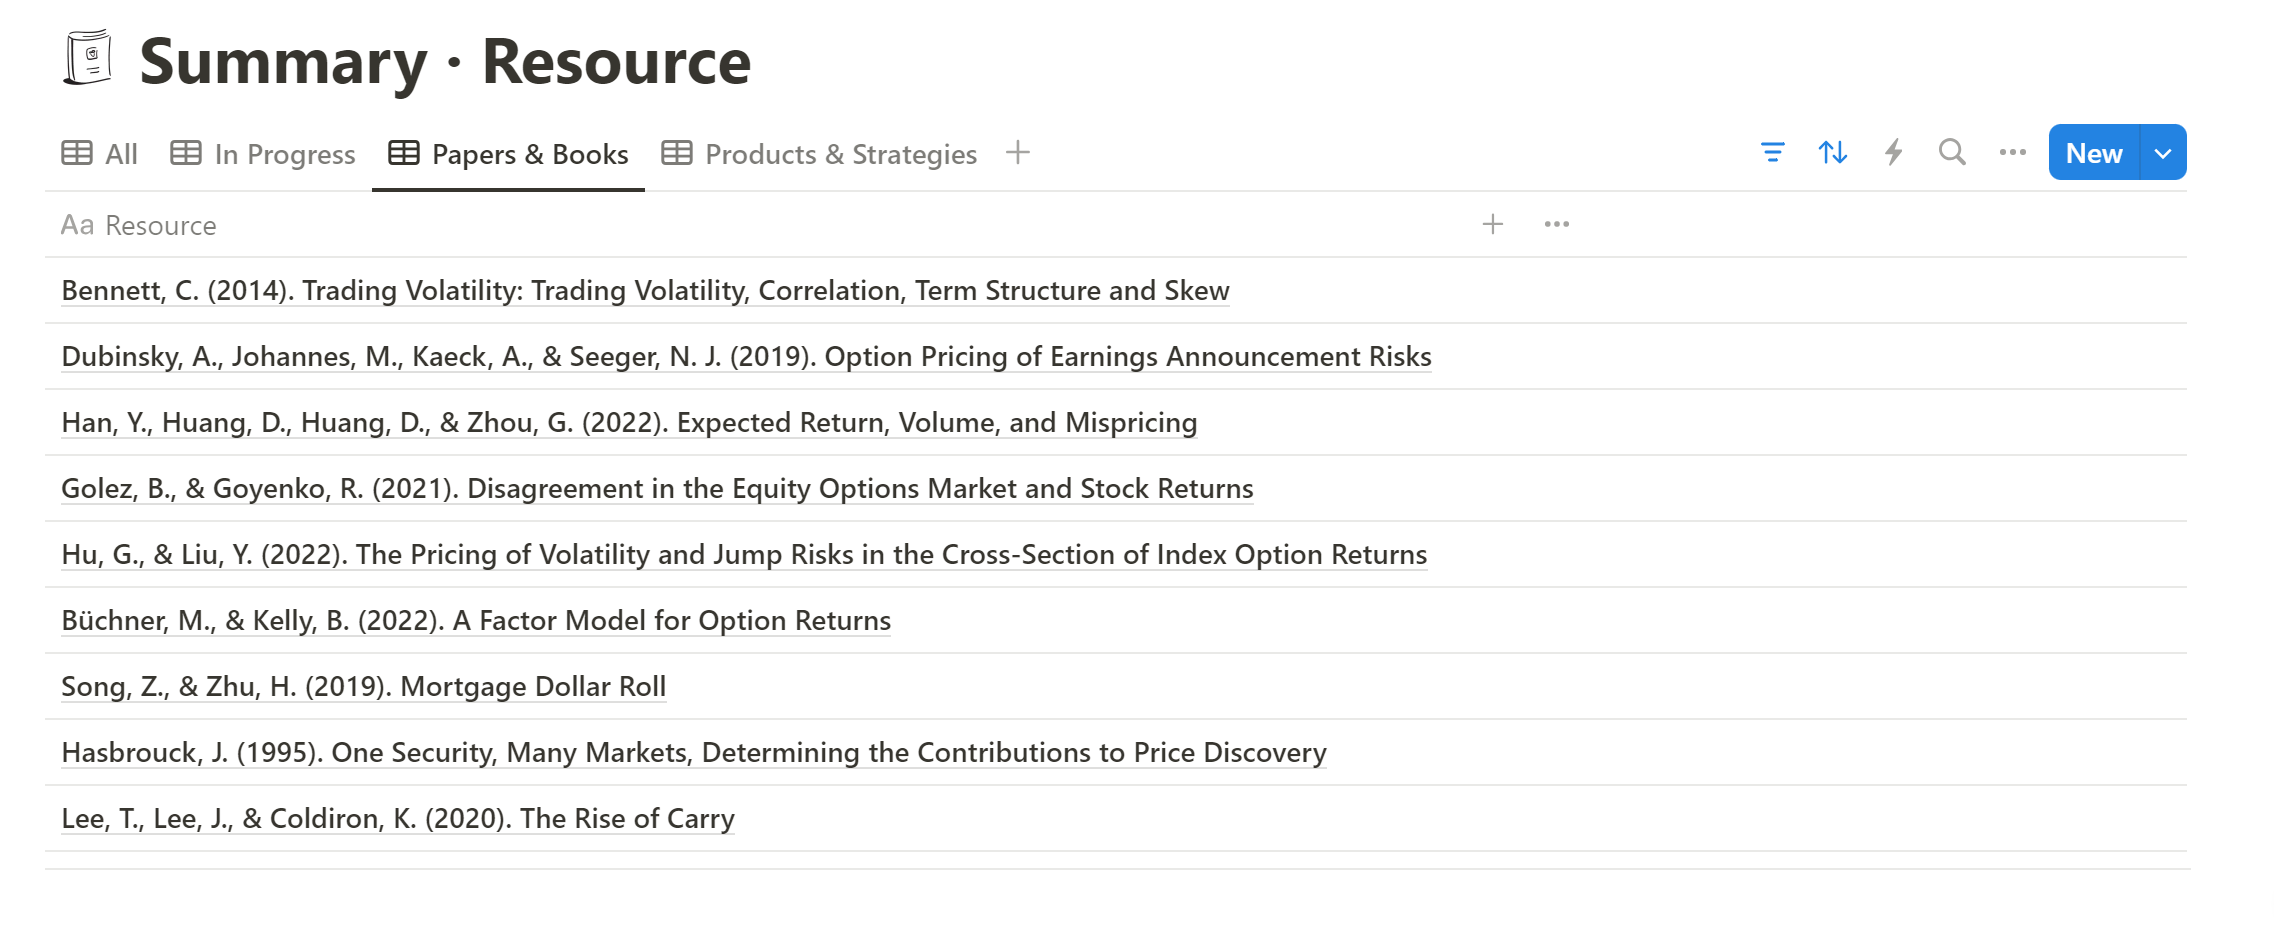 Summary · Resource
All In Progress Papers & Books Products & Strategies New
Aa Resource
Bennett, C. (2014). Trading Volatility: Trading Volatility, Correlation, Term Structure and Skew
Dubinsky, A., Johannes, M., Kaeck, A., & Seeger, N. J. (2019). Option Pricing of Earnings Announcement Risks
Han, Y., Huang, D., Huang, D., & Zhou, G. (2022). Expected Return, Volume, and Mispricing
Golez, B., & Goyenko, R. (2021). Disagreement in the Equity Options Market and Stock Returns
Hu, G., & Liu, Y. (2022). The Pricing of Volatility and Jump Risks in the Cross-Section of Index Option Returns
Büchner, M., & Kelly, B. (2022). A Factor Model for Option Returns
Song, Z., & Zhu, H. (2019). Mortgage Dollar Roll
Hasbrouck, J. (1995). One Security, Many Markets, Determining the Contributions to Price Discovery
Lee, T., Lee, J., & Coldiron, K. (2020). The Rise of Carry